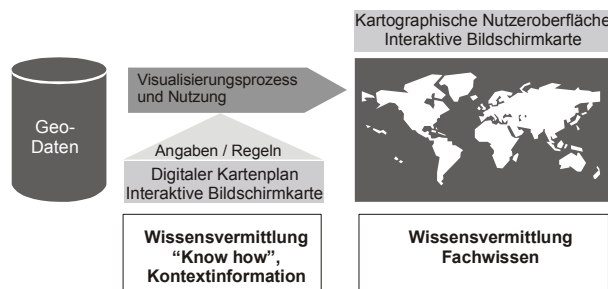 Kartographische Nutzeroberfläche
Interaktive Bildschirmkarte
Visualisierungsprozess
und Nutzung
Geo-
Daten
Angaben / Regeln
Digitaler Kartenplan
Interaktive Bildschirmkarte
Wissensvermittlung
“Know how”,
Kontextinformation
Wissensvermittlung
Fachwissen